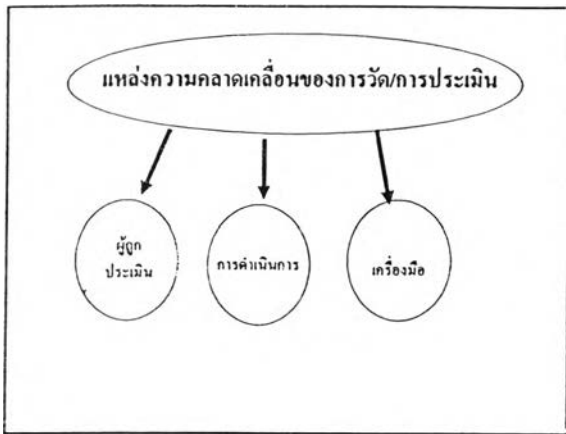 แหล่งความคลาดเคลื่อนของการวัด/การประเมิน
ผู้ถูก
ประเมิน
การดำเนินการ
เครื่องมือ